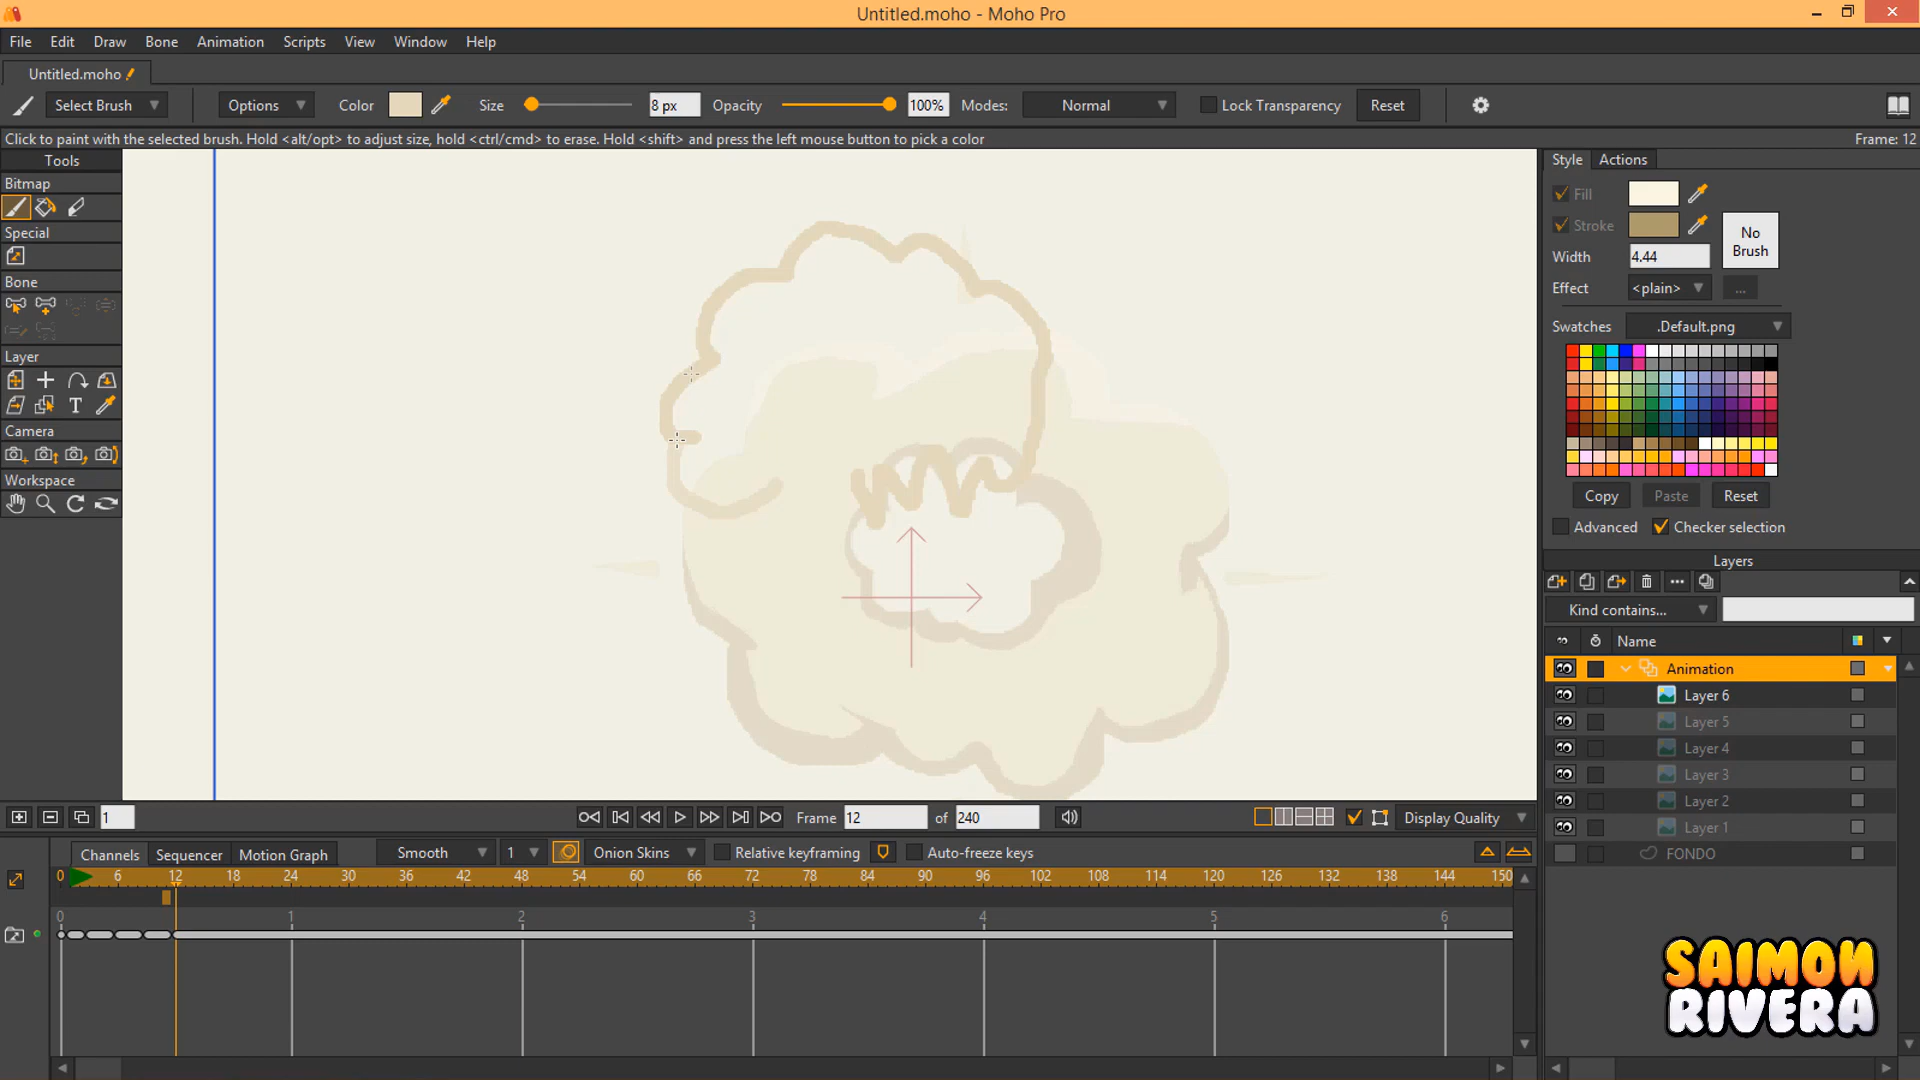 Untitled.moho - Moho Pro
File Edit Draw Bone Animation Scripts View Window Help
Untitled.moho
Select Brush Options Color Size 8 px Opacity 100% Modes: Normal Lock Transparency Reset
Click to paint with the selected brush. Hold <alt/opt> to adjust size, hold <ctrl/cmd> to erase. Hold <shift> and press the left mouse button to pick a color Frame: 12
Tools
Bitmap
Special
Bone
Layer
Camera
Workspace
Style Actions
Fill
Stroke
No Brush
Width 4.44
Effect <plain> ...
Swatches .Default.png
Copy Paste Reset
Advanced Checker selection
Layers
Kind contains...
Name
Animation
Layer 6
Layer 5
Layer 4
Layer 3
Layer 2
Layer 1
FONDO
1 Frame 12 of 240 Display Quality
Channels Sequencer Motion Graph Smooth 1 Onion Skins Relative keyframing Auto-freeze keys
0 6 12 18 24 30 36 42 48 54 60 66 72 78 84 90 96 102 108 114 120 126 132 138 144 150
0 1 2 3 4 5 6
SAIMON
RIVERA